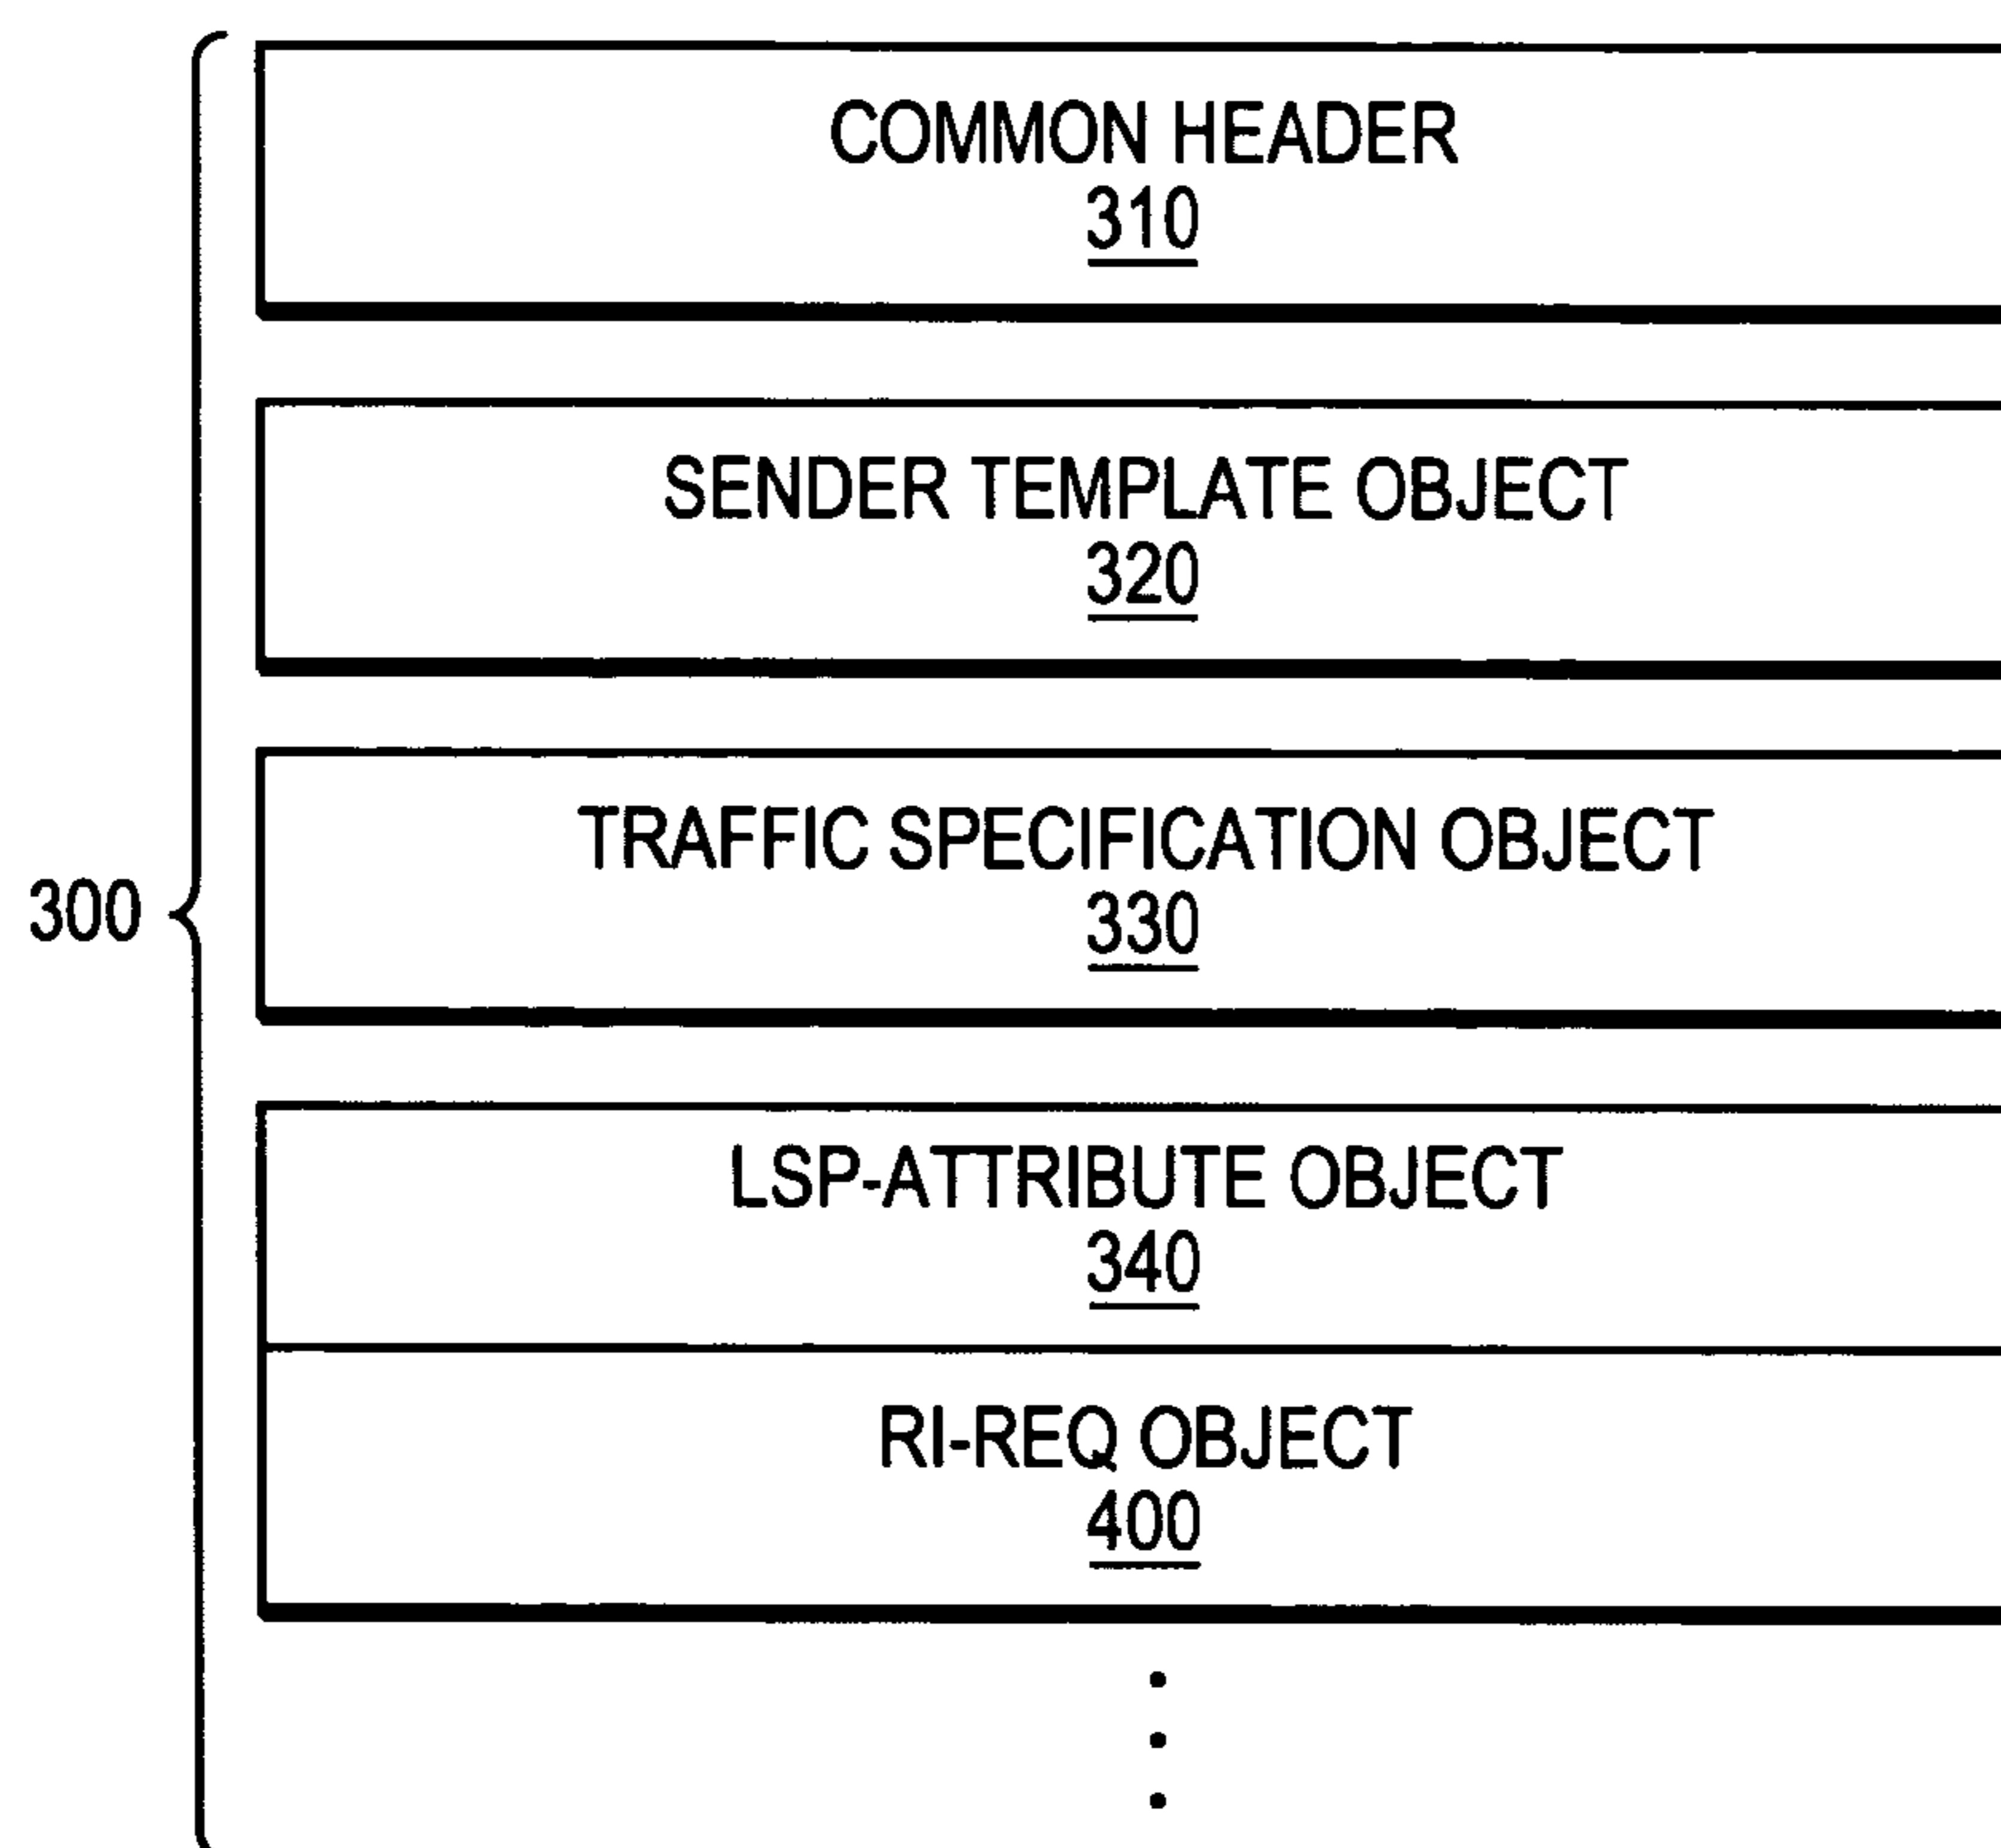 COMMON HEADER
310
SENDER TEMPLATE OBJECT
320
TRAFFIC SPECIFICATION OBJECT
330
300
LSP-ATTRIBUTE OBJECT
340
RI-REQ OBJECT
400